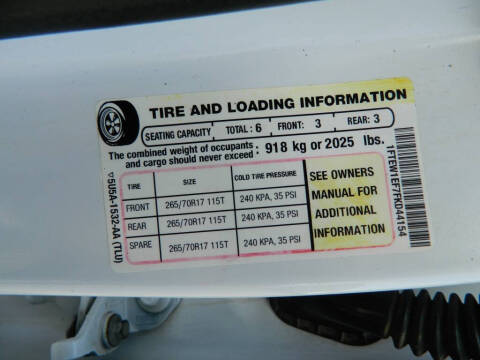 TIRE AND LOADING INFORMATION
SEATING CAPACITY TOTAL: 6 FRONT: 3 REAR: 3
The combined weight of occupants and cargo should never exceed : 918 kg or 2025 lbs.
TIRE SIZE COLD TIRE PRESSURE
FRONT 265/70R17 115T 240 KPA, 35 PSI
REAR 265/70R17 115T 240 KPA, 35 PSI
SPARE 265/70R17 115T 240 KPA, 35 PSI
SEE OWNERS
MANUAL FOR
ADDITIONAL
INFORMATION
5U5A-1532-AA (TLU)
1FTEW1EF7FKD44154